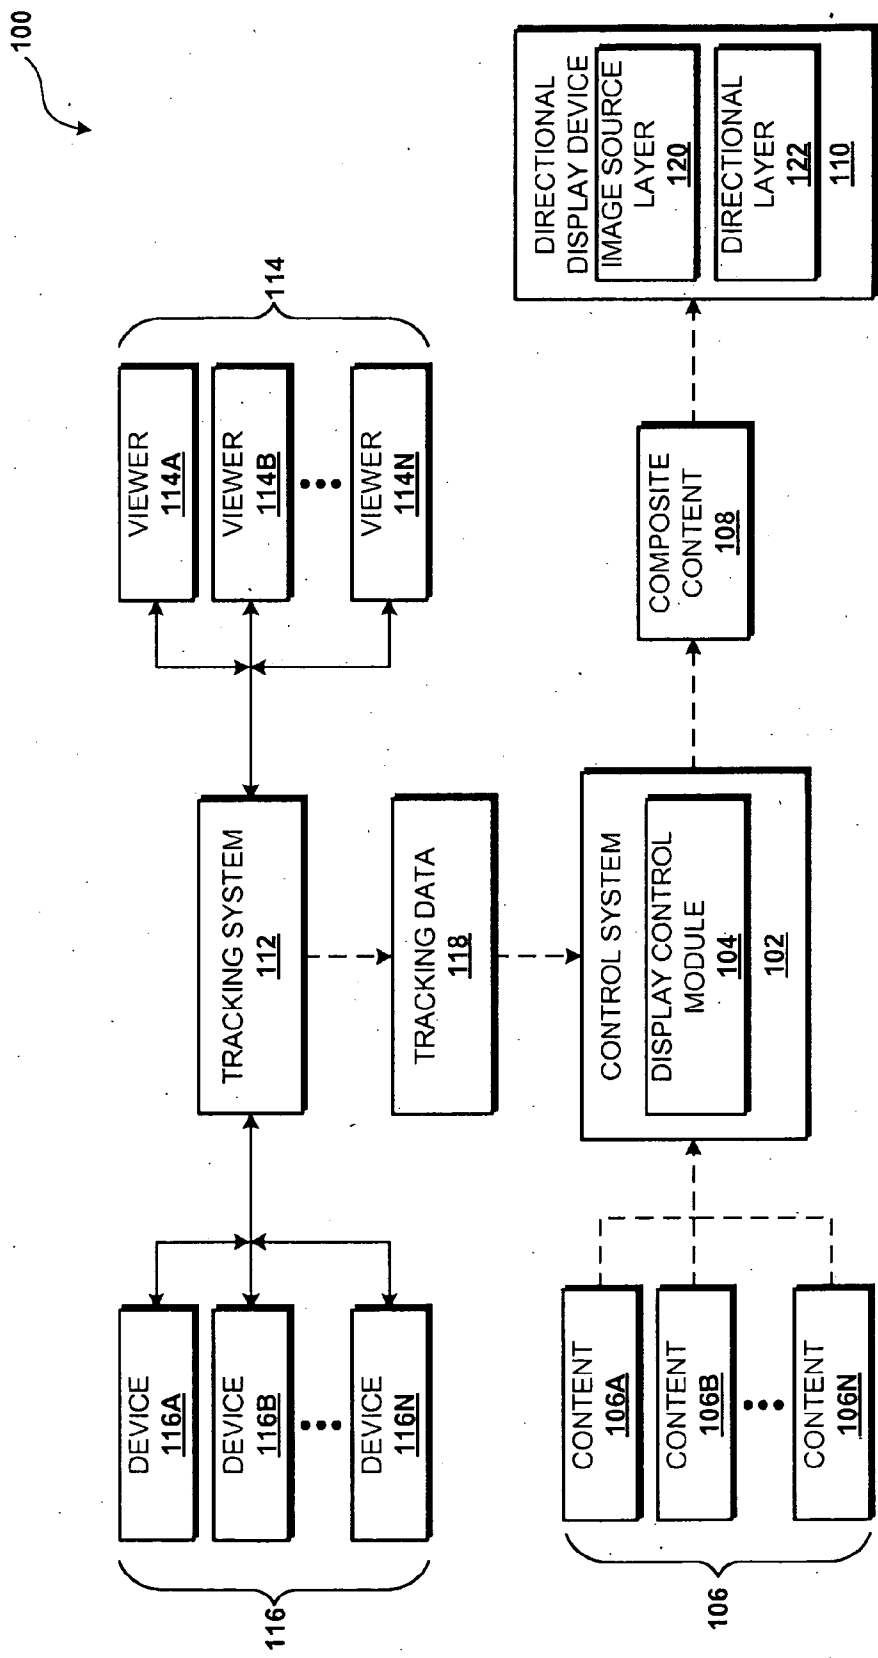 100
DEVICE
116A
DEVICE
116B
DEVICE
116N
116
TRACKING SYSTEM
112
VIEWER
114A
VIEWER
114B
VIEWER
114N
114
TRACKING DATA
118
CONTENT
106A
CONTENT
106B
CONTENT
106N
106
CONTROL SYSTEM
DISPLAY CONTROL
MODULE
104
102
COMPOSITE
CONTENT
108
DIRECTIONAL
DISPLAY DEVICE
IMAGE SOURCE
LAYER
120
DIRECTIONAL
LAYER
122
110